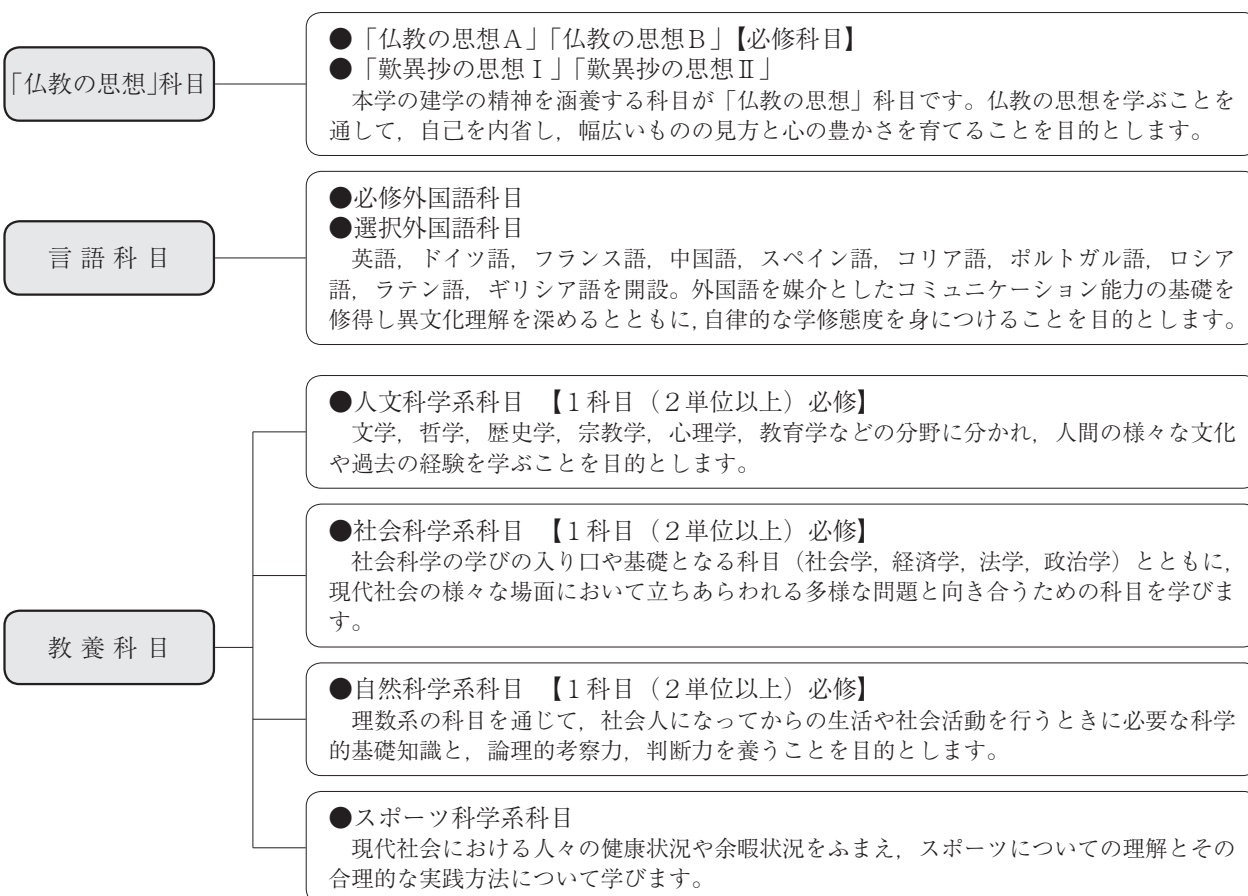 「仏教の思想」科目
●「仏教の思想A」「仏教の思想B」【必修科目】
●「歎異抄の思想Ⅰ」「歎異抄の思想Ⅱ」
本学の建学の精神を涵養する科目が「仏教の思想」科目です。仏教の思想を学ぶことを
通して，自己を内省し，幅広いものの見方と心の豊かさを育てることを目的とします。
言語科目
●必修外国語科目
●選択外国語科目
英語，ドイツ語，フランス語，中国語，スペイン語，コリア語，ポルトガル語，ロシア
語，ラテン語，ギリシア語を開設。外国語を媒介としたコミュニケーション能力の基礎を
修得し異文化理解を深めるとともに，自律的な学修態度を身につけることを目的とします。
教養科目
●人文科学系科目　【１科目（２単位以上）必修】
文学，哲学，歴史学，宗教学，心理学，教育学などの分野に分かれ，人間の様々な文化
や過去の経験を学ぶことを目的とします。
●社会科学系科目　【１科目（２単位以上）必修】
社会科学の学びの入り口や基礎となる科目（社会学，経済学，法学，政治学）とともに，
現代社会の様々な場面において立ちあらわれる多様な問題と向き合うための科目を学びま
す。
●自然科学系科目　【１科目（２単位以上）必修】
理数系の科目を通じて，社会人になってからの生活や社会活動を行うときに必要な科学
的基礎知識と，論理的考察力，判断力を養うことを目的とします。
●スポーツ科学系科目
現代社会における人々の健康状況や余暇状況をふまえ，スポーツについての理解とその
合理的な実践方法について学びます。